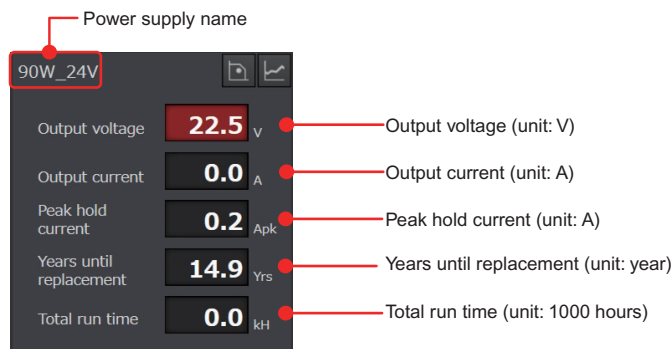 Power supply name
90W_24V
Output voltage 22.5 V Output voltage (unit: V)
Output current 0.0 A Output current (unit: A)
Peak hold
current 0.2 Apk Peak hold current (unit: A)
Years until
replacement 14.9 Yrs Years until replacement (unit: year)
Total run time 0.0 kH Total run time (unit: 1000 hours)